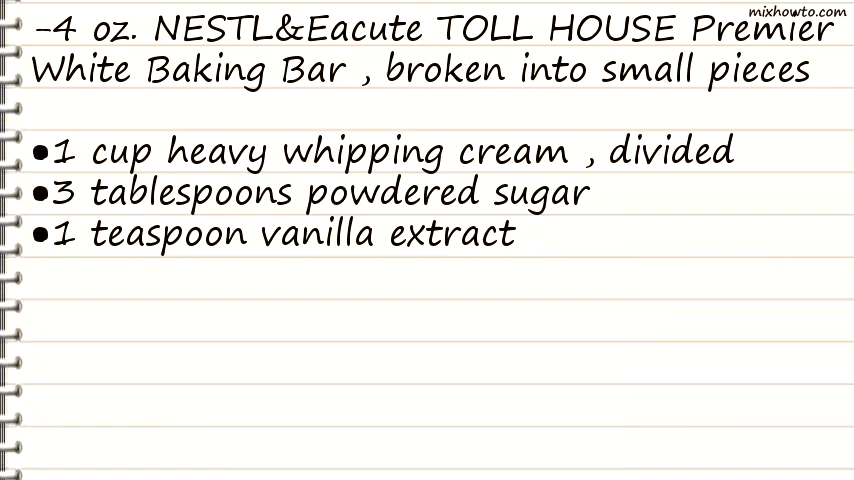 mixhowto.com
-4 oz. NESTL&Eacute TOLL HOUSE Premier
White Baking Bar , broken into small pieces
●1 cup heavy whipping cream , divided
●3 tablespoons powdered sugar
●1 teaspoon vanilla extract